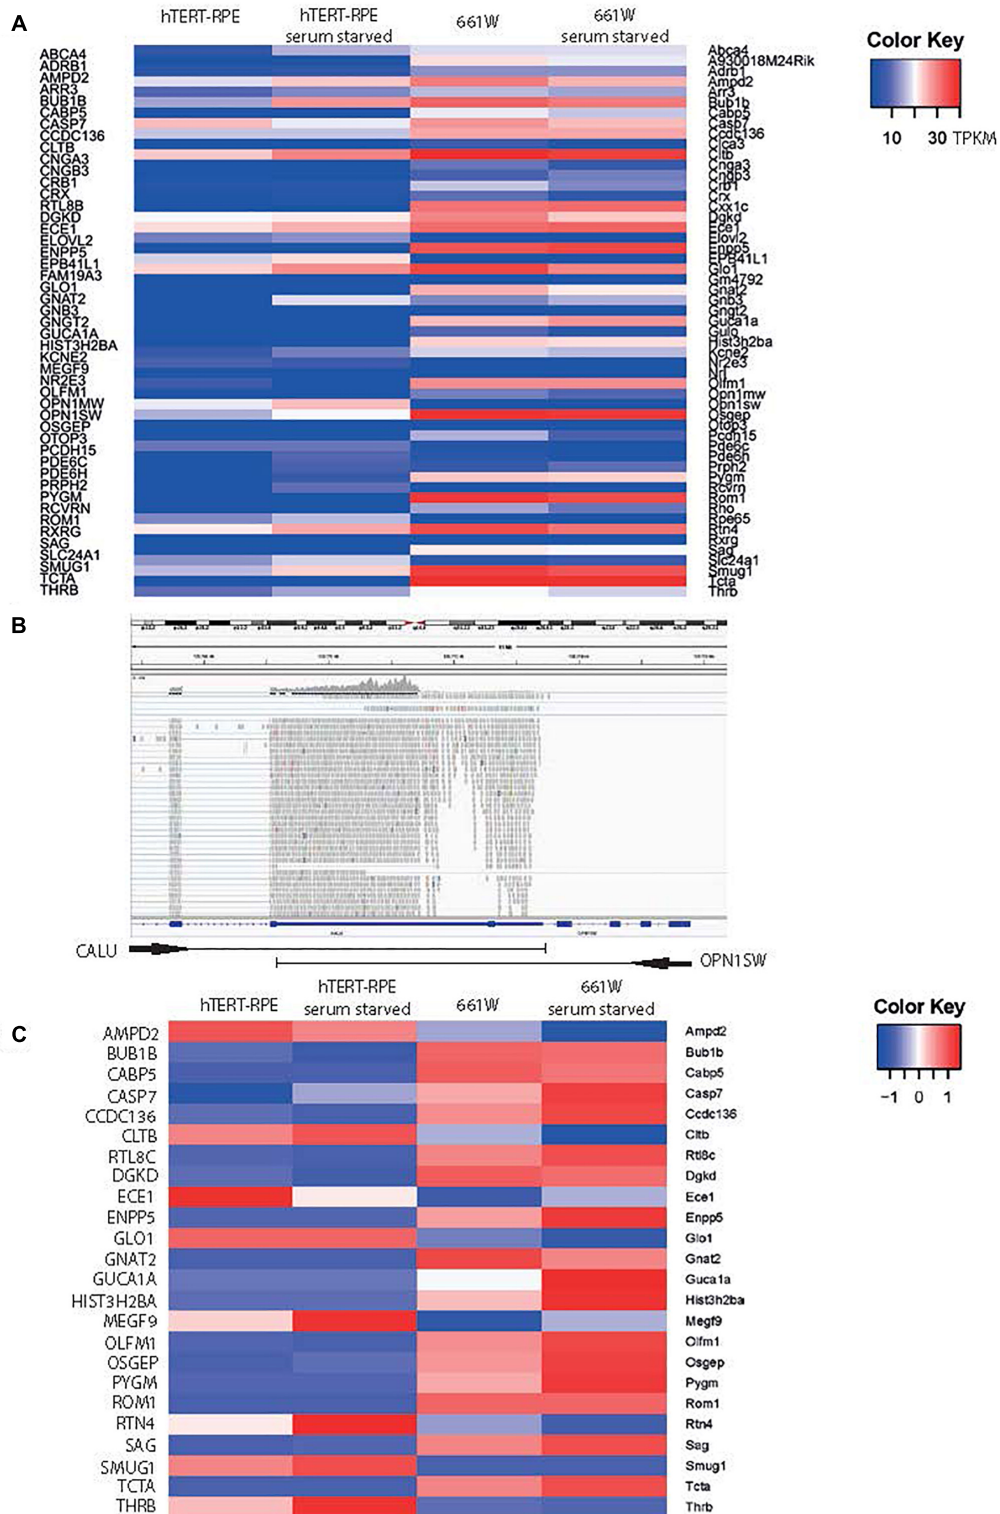 A
hTERT-RPE
hTERT-RPE
serum starved
661W
661W
serum starved
Color Key
10 30 TPKM
ABCA4
ADRB1
AMPD2
ARR3
BUB1B
CABP5
CASP7
CCDC136
CLTB
CNGA3
CNGB3
CRB1
CRX
RTL8B
DGKD
ECE1
ELOVL2
ENPP5
EPB41L1
FAM19A3
GLO1
GNAT2
GNB3
GNGT2
GUCA1A
HIST3H2BA
KCNE2
MEGF9
NR2E3
OLFM1
OPN1MW
OPN1SW
OSGEP
OTOP3
PCDH15
PDE6C
PDE6H
PRPH2
PYGM
RCVRN
ROM1
RXRG
SAG
SLC24A1
SMUG1
TCTA
THRB
Abca4
A930018M24Rik
Adrb1
Ampd2
Arr3
Bub1b
Cabp5
Casp7
Ccdc136
Clca3
Cltb
Cnga3
Cngb3
Crb1
Crx
Cxx1c
Dgkd
Ece1
Elovl2
Enpp5
EPB41L1
Glo1
Gm4792
Gnat2
Gnb3
Gngt2
Guca1a
Gulo
Hist3h2ba
Kcne2
Nr2e3
Nrl
Olfm1
Opn1mw
Opn1sw
Osgep
Otop3
Pcdh15
Pde6c
Pde6h
Prph2
Pygm
Rcvrn
Rom1
Rho
Rpe65
Rtn4
Rxrg
Sag
Slc24a1
Smug1
Tcta
Thrb
B
CALU
OPN1SW
C
hTERT-RPE
hTERT-RPE
serum starved
661W
661W
serum starved
Color Key
−1 0 1
AMPD2
BUB1B
CABP5
CASP7
CCDC136
CLTB
RTL8C
DGKD
ECE1
ENPP5
GLO1
GNAT2
GUCA1A
HIST3H2BA
MEGF9
OLFM1
OSGEP
PYGM
ROM1
RTN4
SAG
SMUG1
TCTA
THRB
Ampd2
Bub1b
Cabp5
Casp7
Ccdc136
Cltb
Rtl8c
Dgkd
Ece1
Enpp5
Glo1
Gnat2
Guca1a
Hist3h2ba
Megf9
Olfm1
Osgep
Pygm
Rom1
Rtn4
Sag
Smug1
Tcta
Thrb